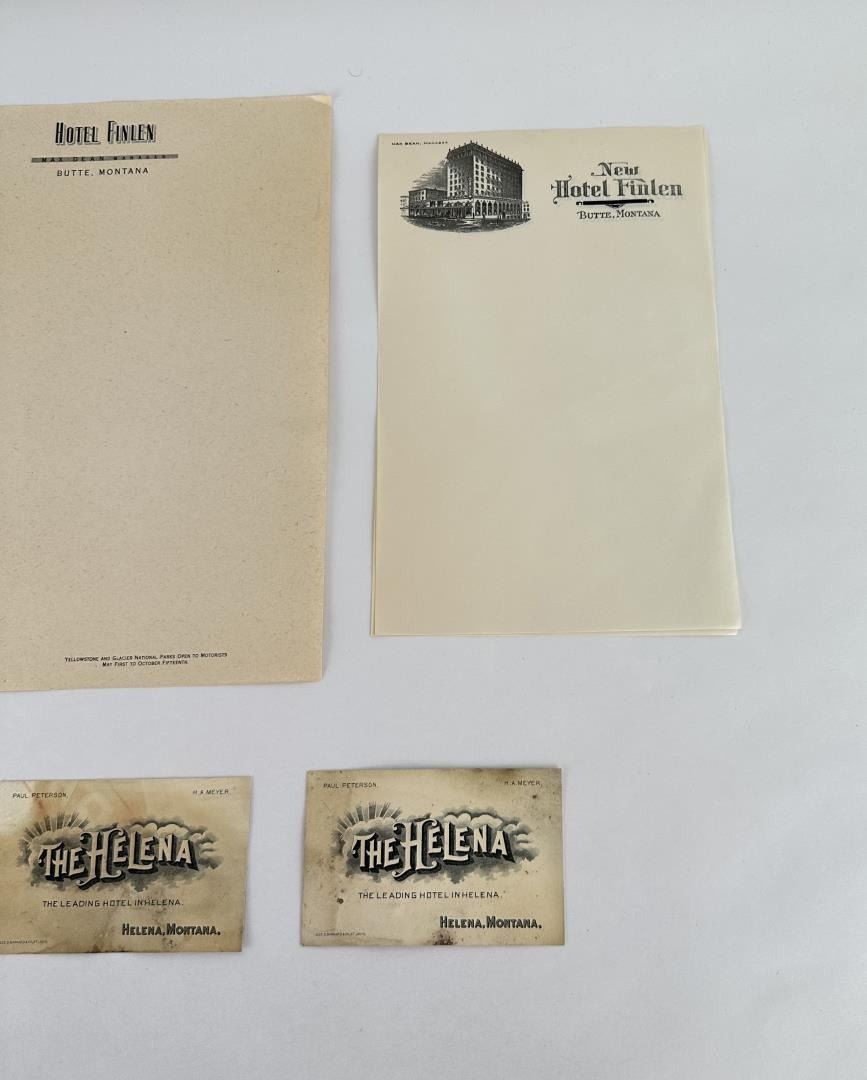 HOTEL FINLEN
MAX DEAN MANAGER
BUTTE, MONTANA
YELLOWSTONE AND GLACIER NATIONAL PARKS OPEN TO MOTORISTS
MAY FIRST TO OCTOBER FIFTEENTH.
MAX DEAN, MANAGER
New
Hotel Finlen
BUTTE, MONTANA
PAUL PETERSON.
H.A. MEYER.
THE HELENA
THE LEADING HOTEL IN HELENA.
HELENA, MONTANA.
PAUL PETERSON.
H.A. MEYER.
THE HELENA
THE LEADING HOTEL IN HELENA.
HELENA, MONTANA.